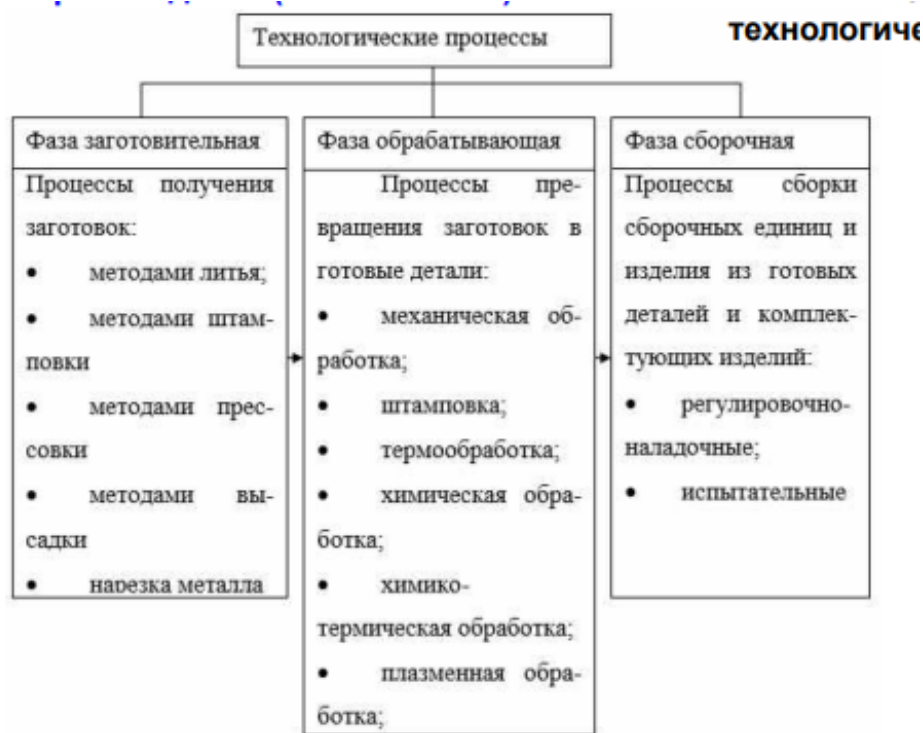 Технологические процессы
технологиче
Фаза заготовительная
Процессы получения
заготовок:
• методами литья;
• методами штам-
повки
• методами прес-
совки
• методами вы-
садки
• нарезка металла
Фаза обрабатывающая
Процессы пре-
вращения заготовок в
готовые детали:
• механическая об-
работка;
• штамповка;
• термообработка;
• химическая обра-
ботка;
• химико-
термическая обработка;
• плазменная обра-
ботка;
Фаза сборочная
Процессы сборки
сборочных единиц и
изделия из готовых
деталей и комплек-
тующих изделий:
• регулировочно-
наладочные;
• испытательные